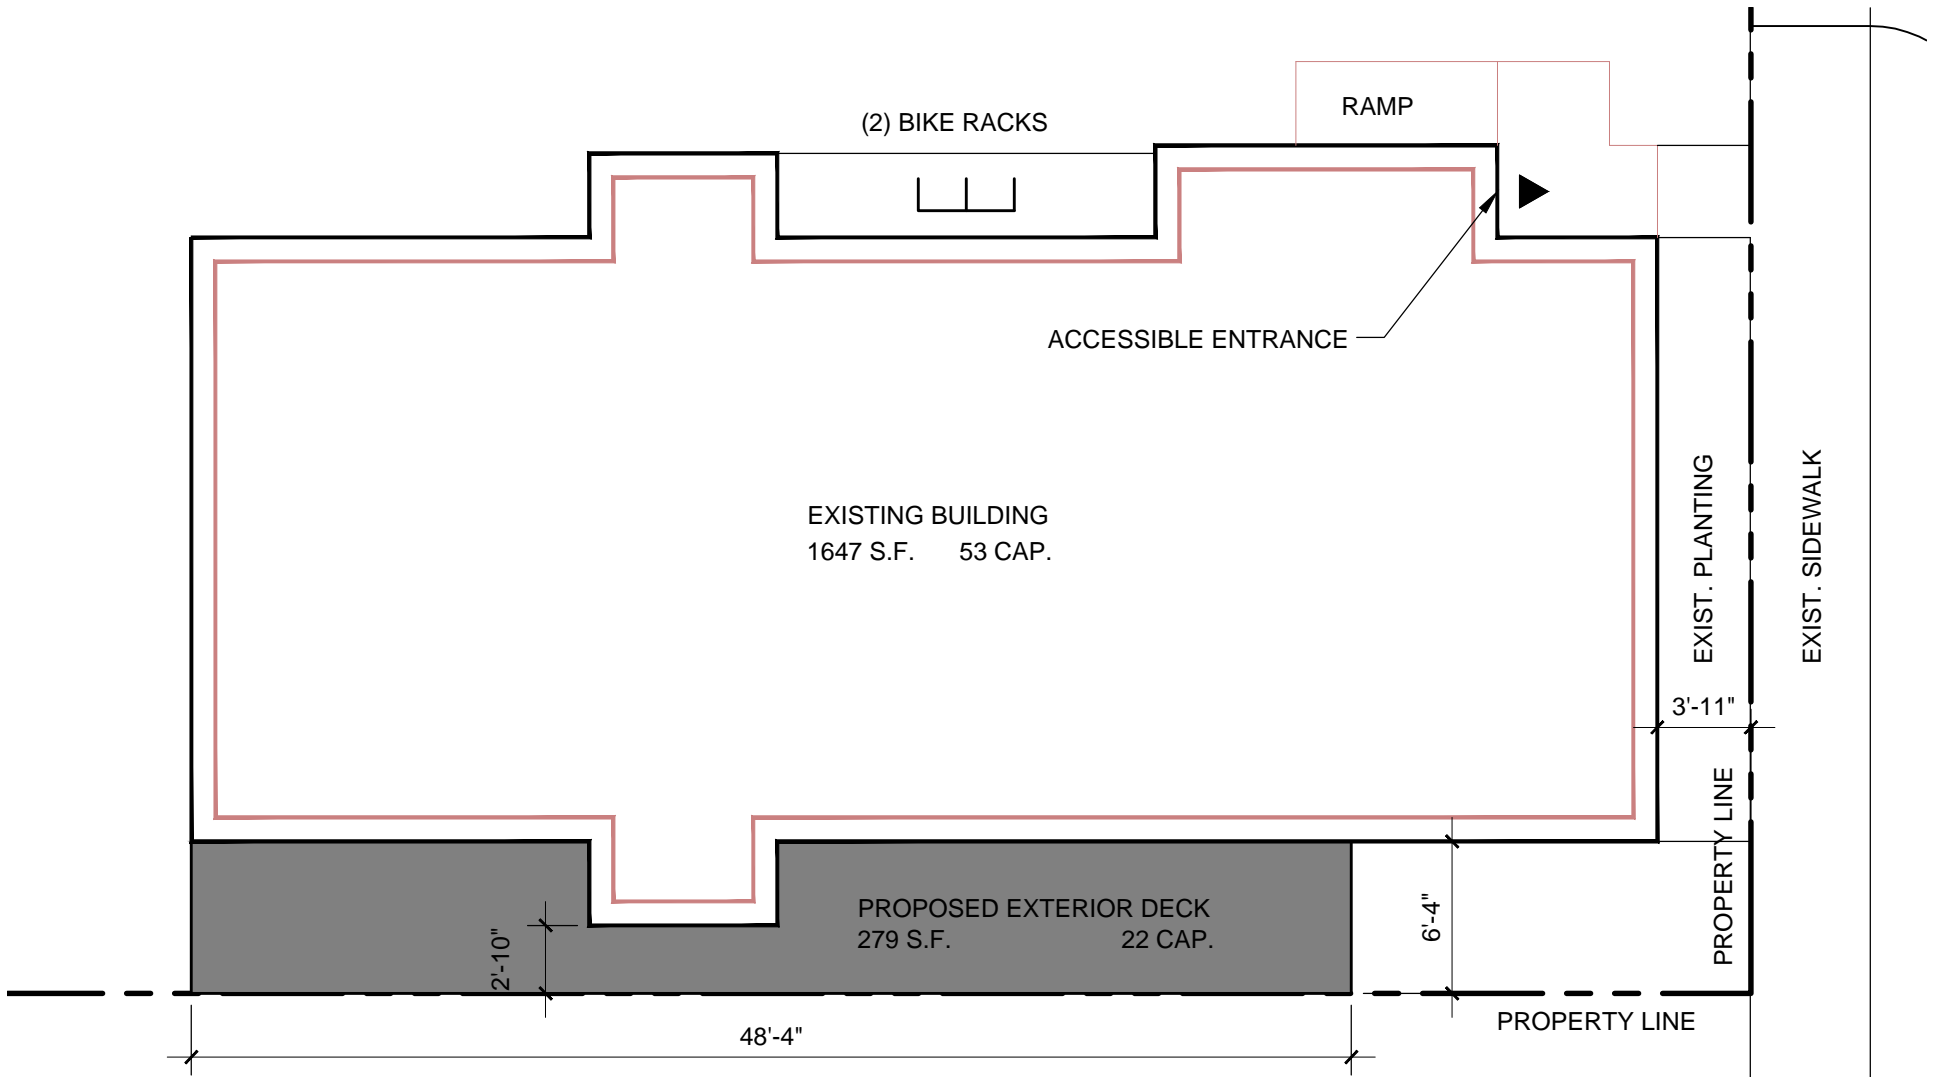 RAMP
(2) BIKE RACKS
ACCESSIBLE ENTRANCE
EXISTING BUILDING
1647 S.F. 53 CAP.
EXIST. PLANTING
EXIST. SIDEWALK
3'-11"
PROPERTY LINE
PROPOSED EXTERIOR DECK
279 S.F. 22 CAP.
6'-4"
2'-10"
PROPERTY LINE
48'-4"